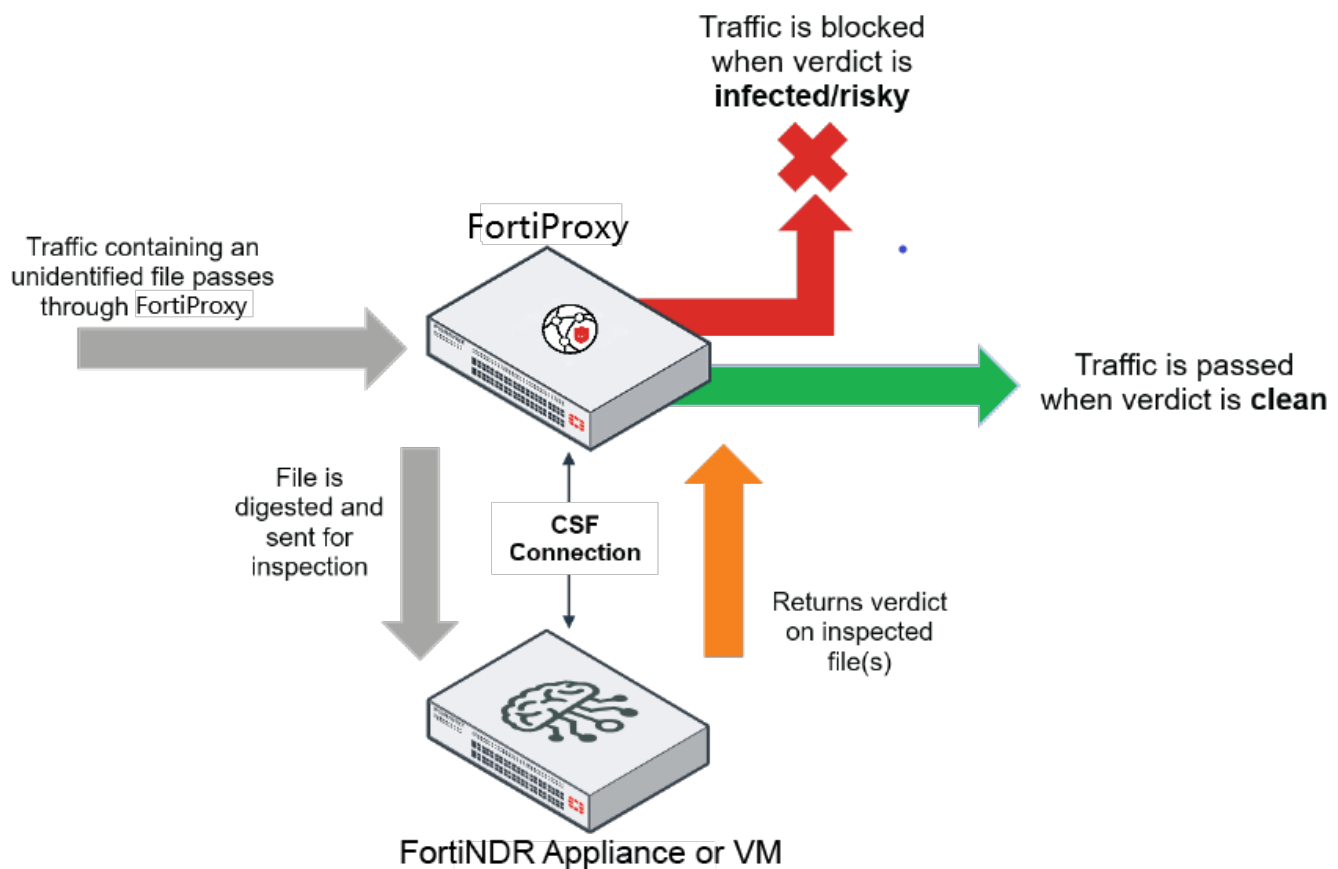 Traffic is blocked
when verdict is
infected/risky
FortiProxy
Traffic containing an
unidentified file passes
through FortiProxy
Traffic is passed
when verdict is clean
File is
digested and
sent for
inspection
CSF
Connection
Returns verdict
on inspected
file(s)
FortiNDR Appliance or VM